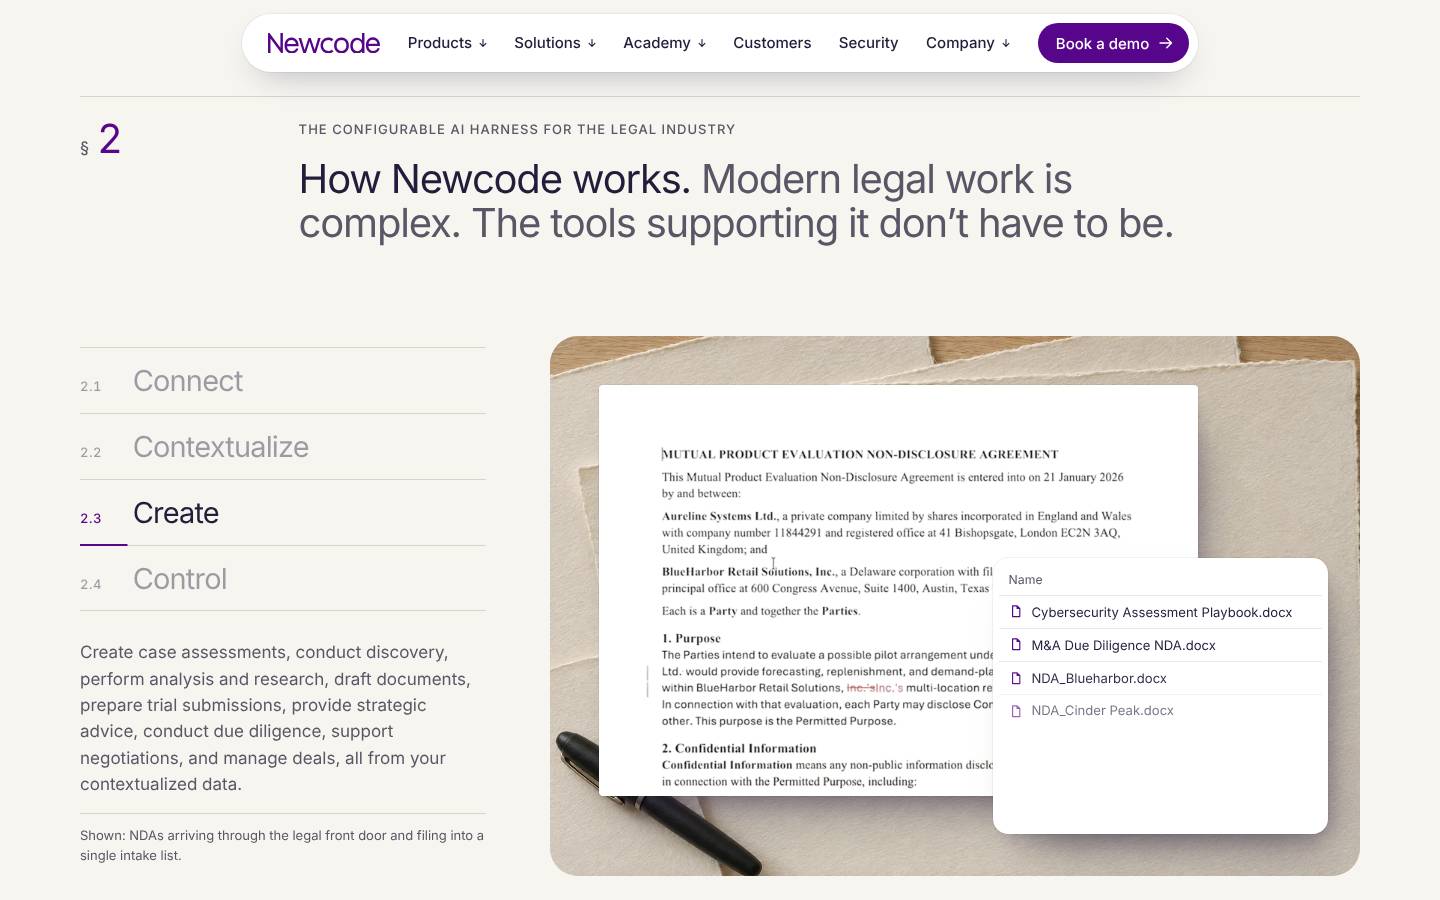 Newcode Products ↓ Solutions ↓ Academy ↓ Customers Security Company ↓ Book a demo →
§ 2
THE CONFIGURABLE AI HARNESS FOR THE LEGAL INDUSTRY
How Newcode works. Modern legal work is
complex. The tools supporting it don’t have to be.
2.1 Connect
2.2 Contextualize
2.3 Create
2.4 Control
Create case assessments, conduct discovery,
perform analysis and research, draft documents,
prepare trial submissions, provide strategic
advice, conduct due diligence, support
negotiations, and manage deals, all from your
contextualized data.
Shown: NDAs arriving through the legal front door and filing into a
single intake list.
MUTUAL PRODUCT EVALUATION NON-DISCLOSURE AGREEMENT
This Mutual Product Evaluation Non-Disclosure Agreement is entered into on 21 January 2026
by and between:
Aureline Systems Ltd., a private company limited by shares incorporated in England and Wales
with company number 11844291 and registered office at 41 Bishopsgate, London EC2N 3AQ,
United Kingdom; and
BlueHarbor Retail Solutions, Inc., a Delaware corporation with fil
principal office at 600 Congress Avenue, Suite 1400, Austin, Texas
Each is a Party and together the Parties.
1. Purpose
The Parties intend to evaluate a possible pilot arrangement unde
Ltd. would provide forecasting, replenishment, and demand-pla
within BlueHarbor Retail Solutions, Inc.'sInc.'s multi-location re
In connection with that evaluation, each Party may disclose Con
other. This purpose is the Permitted Purpose.
2. Confidential Information
Confidential Information means any non-public information disclo
in connection with the Permitted Purpose, including:
Name
Cybersecurity Assessment Playbook.docx
M&A Due Diligence NDA.docx
NDA_Blueharbor.docx
NDA_Cinder Peak.docx